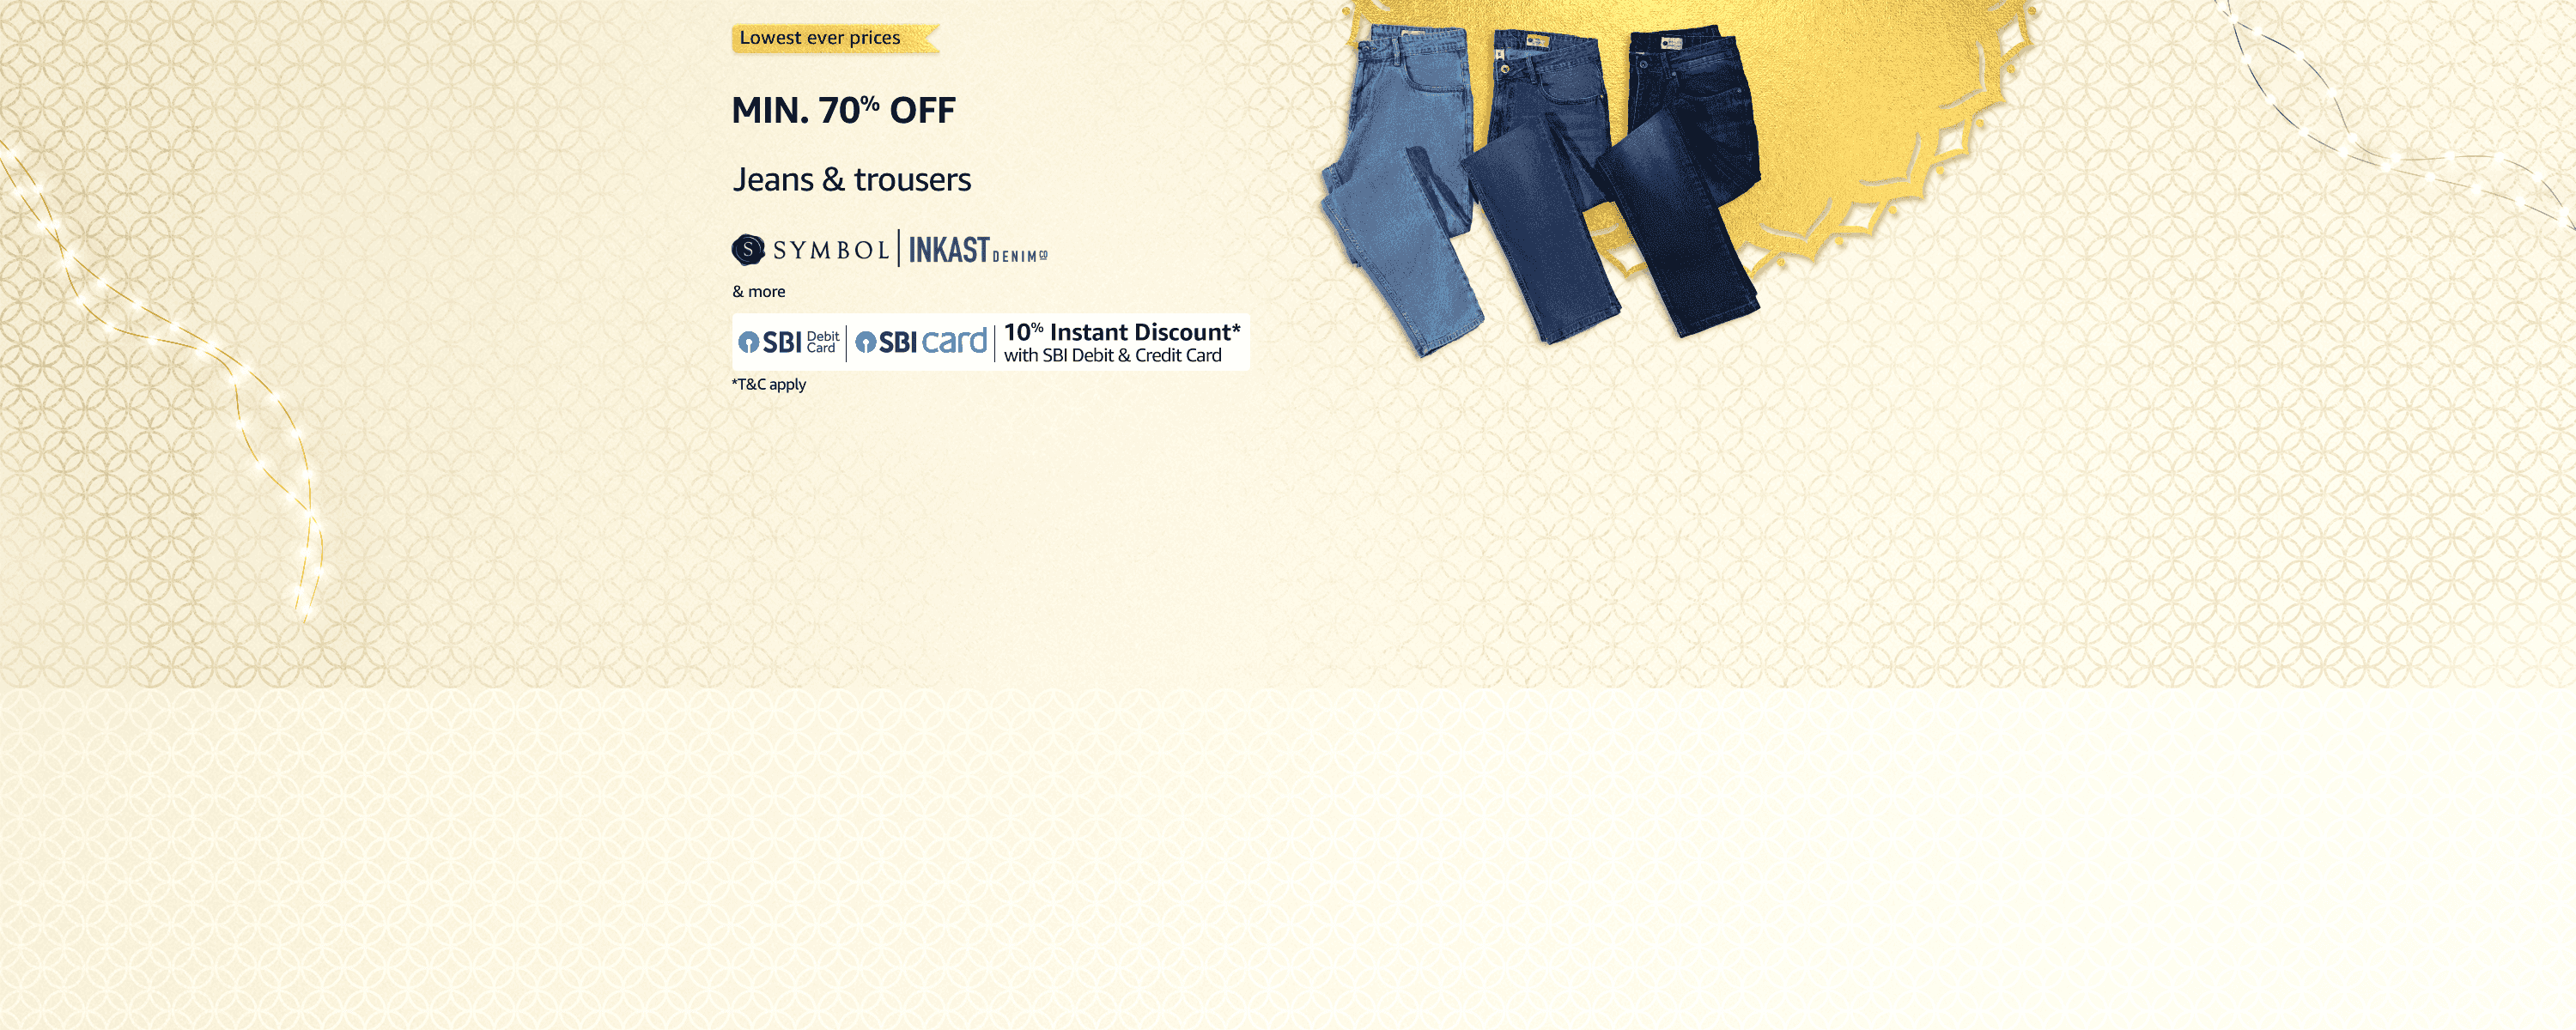 Lowest ever prices
MIN. 70% OFF
Jeans & trousers
S SYMBOL | INKAST DENIM CO
& more
SBI Debit Card | SBI card | 10% Instant Discount*
with SBI Debit & Credit Card
*T&C apply